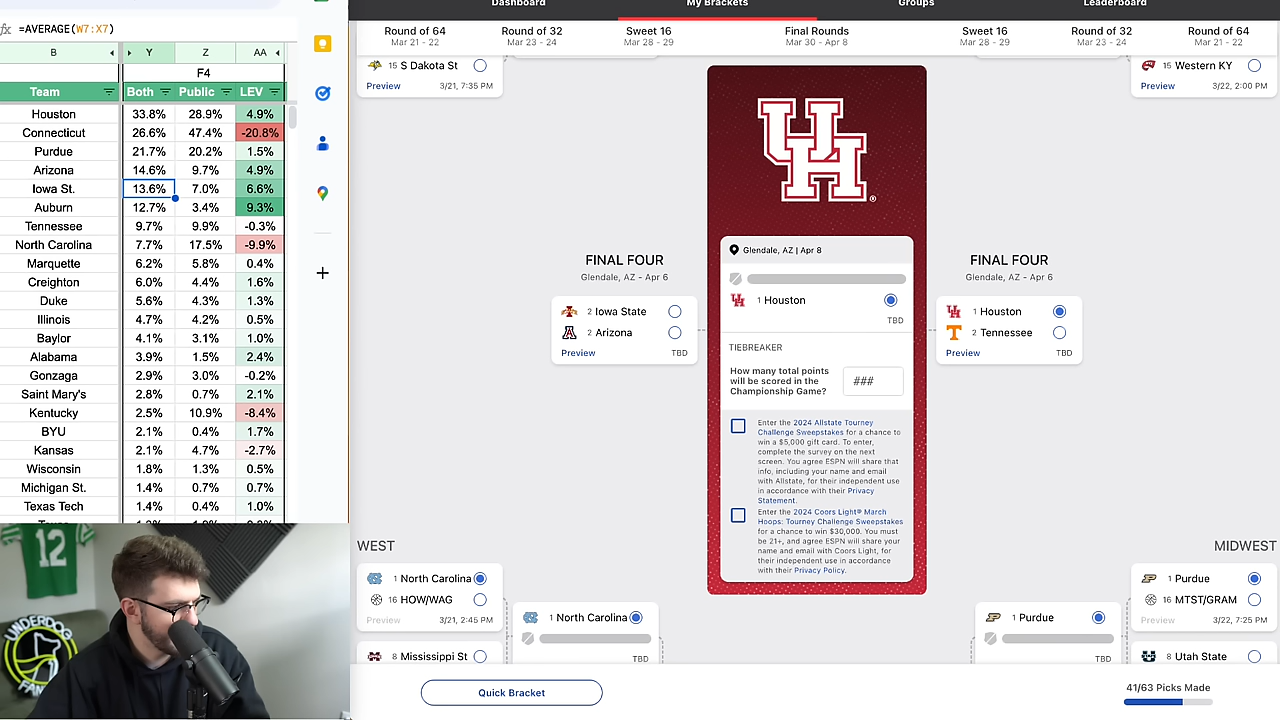 Dashboard
My Brackets
Groups
Leaderboard
fx =AVERAGE(W7:X7)
B Y Z AA
F4
Team Both Public LEV
Houston 33.8% 28.9% 4.9%
Connecticut 26.6% 47.4% -20.8%
Purdue 21.7% 20.2% 1.5%
Arizona 14.6% 9.7% 4.9%
Iowa St. 13.6% 7.0% 6.6%
Auburn 12.7% 3.4% 9.3%
Tennessee 9.7% 9.9% -0.3%
North Carolina 7.7% 17.5% -9.9%
Marquette 6.2% 5.8% 0.4%
Creighton 6.0% 4.4% 1.6%
Duke 5.6% 4.3% 1.3%
Illinois 4.7% 4.2% 0.5%
Baylor 4.1% 3.1% 1.0%
Alabama 3.9% 1.5% 2.4%
Gonzaga 2.9% 3.0% -0.2%
Saint Mary's 2.8% 0.7% 2.1%
Kentucky 2.5% 10.9% -8.4%
BYU 2.1% 0.4% 1.7%
Kansas 2.1% 4.7% -2.7%
Wisconsin 1.8% 1.3% 0.5%
Michigan St. 1.4% 0.7% 0.7%
Texas Tech 1.4% 0.4% 1.0%
12
UNDERDOG
FAN
Round of 64
Mar 21 - 22
Round of 32
Mar 23 - 24
Sweet 16
Mar 28 - 29
Final Rounds
Mar 30 - Apr 8
Sweet 16
Mar 28 - 29
Round of 32
Mar 23 - 24
Round of 64
Mar 21 - 22
15 S Dakota St
Preview 3/21, 7:35 PM
15 Western KY
Preview 3/22, 2:00 PM
UH
®
Glendale, AZ | Apr 8
1 Houston
TBD
TIEBREAKER
How many total points
will be scored in the
Championship Game?
###
Enter the 2024 Allstate Tourney
Challenge Sweepstakes for a chance to
win a $5,000 gift card. To enter,
complete the survey on the next
screen. You agree ESPN will share that
info, including your name and email
with Allstate, for their independent use
in accordance with their Privacy
Statement.
Enter the 2024 Coors Light® March
Hoops: Tourney Challenge Sweepstakes
for a chance to win $30,000. You must
be 21+, and agree ESPN will share your
name and email with Coors Light, for
their independent use in accordance
with their Privacy Policy.
FINAL FOUR
Glendale, AZ - Apr 6
2 Iowa State
2 Arizona
Preview TBD
FINAL FOUR
Glendale, AZ - Apr 6
1 Houston
2 Tennessee
Preview TBD
WEST
1 North Carolina
16 HOW/WAG
Preview 3/21, 2:45 PM
8 Mississippi St
1 North Carolina
TBD
MIDWEST
1 Purdue
16 MTST/GRAM
Preview 3/22, 7:25 PM
8 Utah State
1 Purdue
TBD
Quick Bracket
41/63 Picks Made